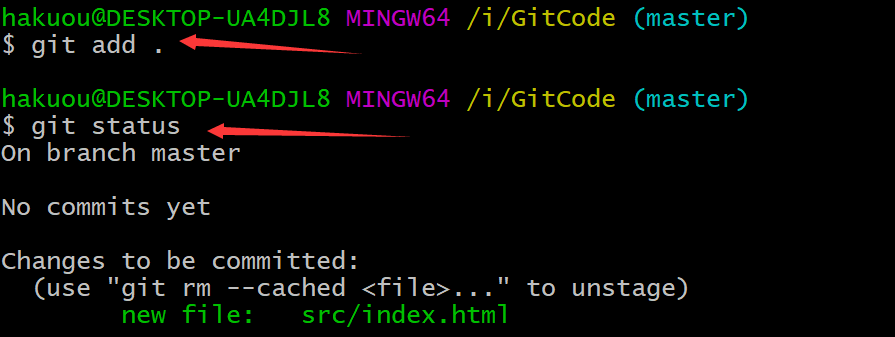 hakuou@DESKTOP-UA4DJL8 MINGW64 /i/GitCode (master)
$ git add .
hakuou@DESKTOP-UA4DJL8 MINGW64 /i/GitCode (master)
$ git status
On branch master
No commits yet
Changes to be committed:
  (use "git rm --cached <file>..." to unstage)
        new file:   src/index.html